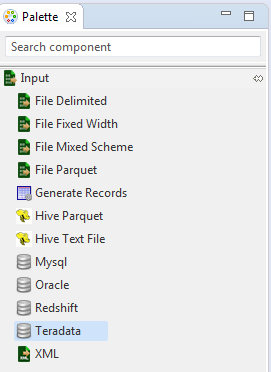 Palette
Search component
Input
File Delimited
File Fixed Width
File Mixed Scheme
File Parquet
Generate Records
Hive Parquet
Hive Text File
Mysql
Oracle
Redshift
Teradata
XML